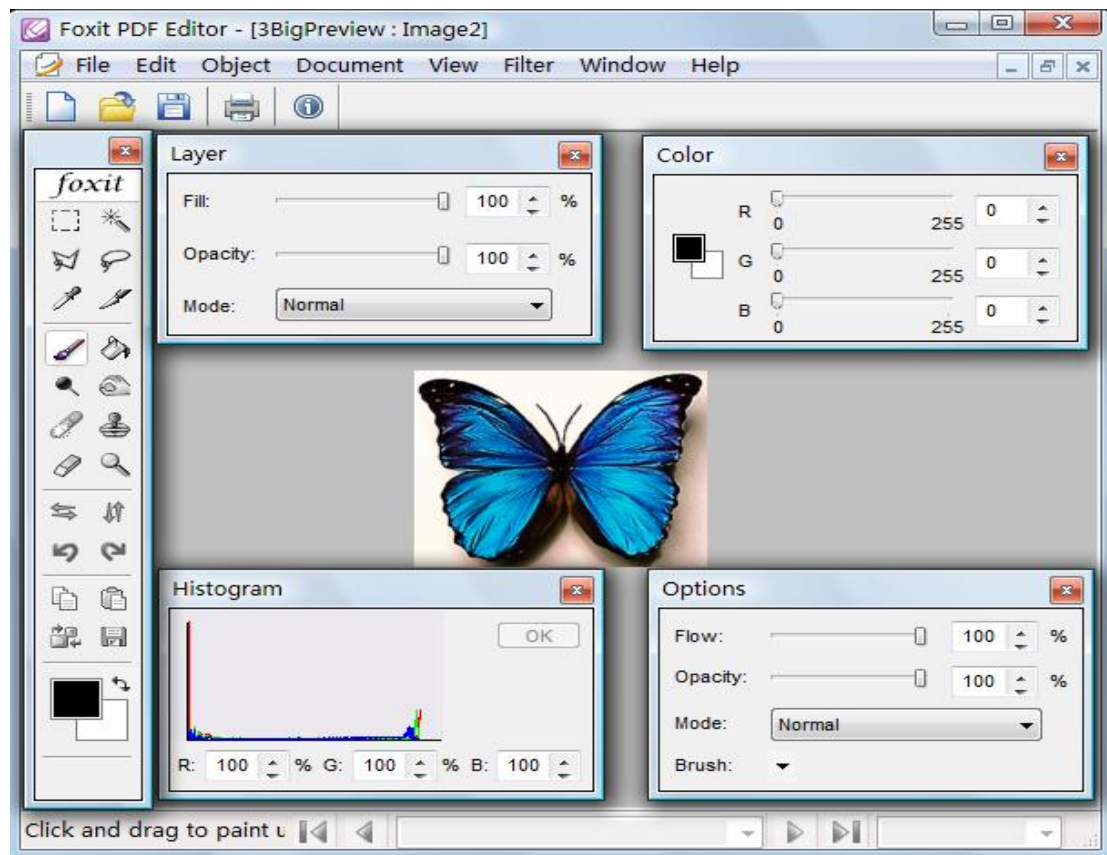 Foxit PDF Editor - [3BigPreview : Image2]
File Edit Object Document View Filter Window Help
foxit
Layer
Fill: 100 %
Opacity: 100 %
Mode: Normal
Color
R 0 255 0
G 0 255 0
B 0 255 0
Histogram
OK
R: 100 % G: 100 % B: 100
Options
Flow: 100 %
Opacity: 100 %
Mode: Normal
Brush:
Click and drag to paint u